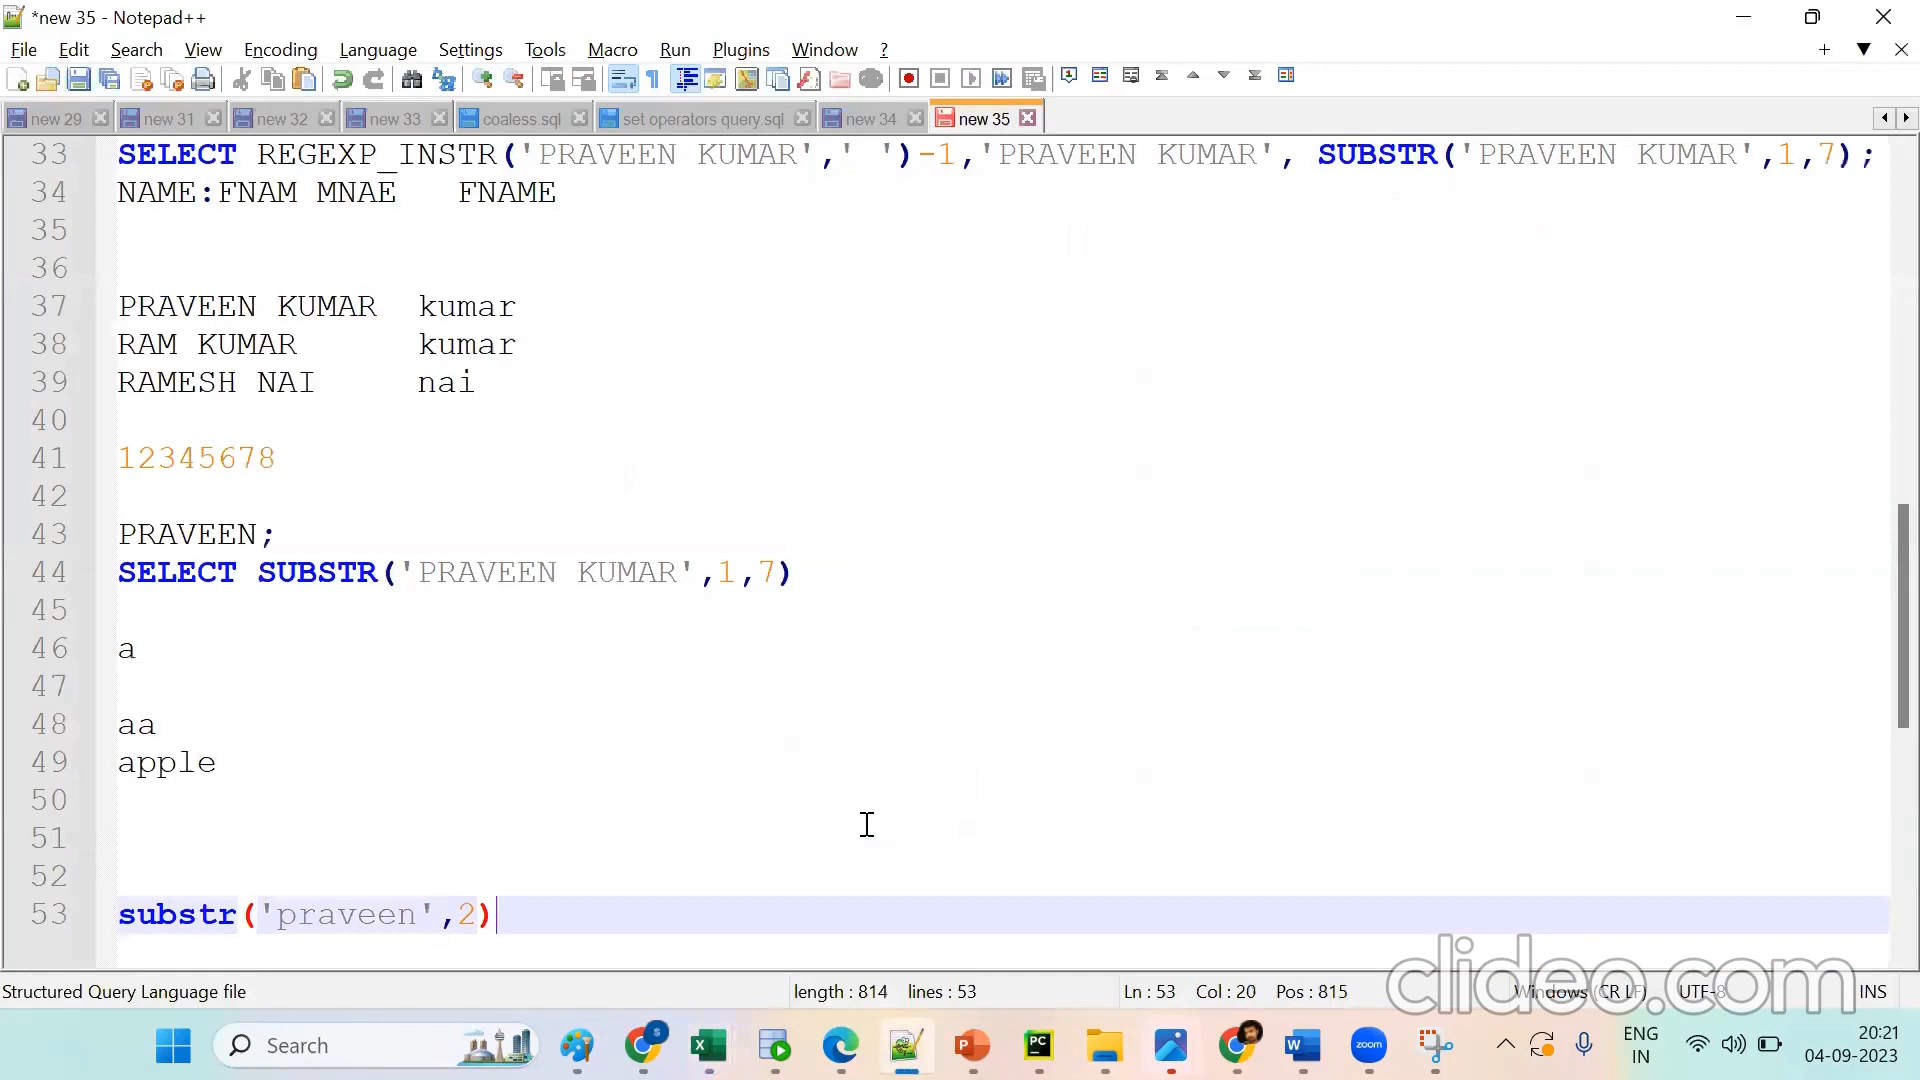 *new 35 - Notepad++
File Edit Search View Encoding Language Settings Tools Macro Run Plugins Window ?
new 29 new 31 new 32 new 33 coaless.sql set operators query.sql new 34 new 35
33 SELECT REGEXP_INSTR('PRAVEEN KUMAR',' ')-1,'PRAVEEN KUMAR', SUBSTR('PRAVEEN KUMAR',1,7);
34 NAME:FNAM MNAE FNAME
35
36
37 PRAVEEN KUMAR kumar
38 RAM KUMAR kumar
39 RAMESH NAI nai
40
41 12345678
42
43 PRAVEEN;
44 SELECT SUBSTR('PRAVEEN KUMAR',1,7)
45
46 a
47
48 aa
49 apple
50
51
52
53 substr('praveen',2)
clideo.com
Structured Query Language file length : 814 lines : 53 Ln : 53 Col : 20 Pos : 815 Windows (CR LF) UTF-8 INS
Search zoom ENG IN 20:21 04-09-2023